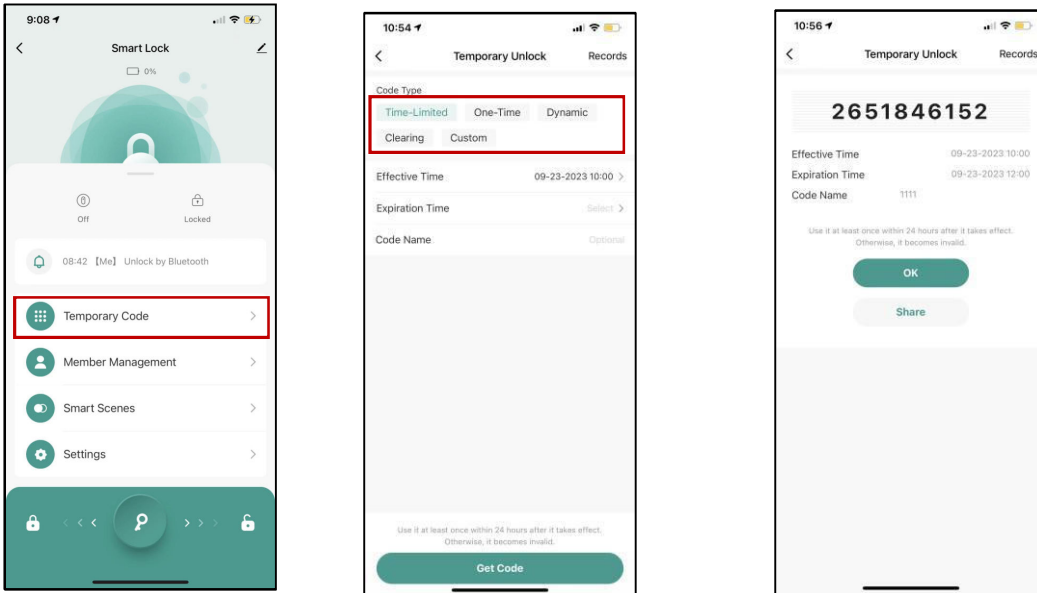 9:08
Smart Lock
0%
Off
Locked
08:42 【Me】 Unlock by Bluetooth
Temporary Code
Member Management
Smart Scenes
Settings
10:54
Temporary Unlock Records
Code Type
Time-Limited One-Time Dynamic
Clearing Custom
Effective Time 09-23-2023 10:00
Expiration Time Select
Code Name Optional
Use it at least once within 24 hours after it takes effect.
Otherwise, it becomes invalid.
Get Code
10:56
Temporary Unlock Records
2651846152
Effective Time 09-23-2023 10:00
Expiration Time 09-23-2023 12:00
Code Name 1111
Use it at least once within 24 hours after it takes effect.
Otherwise, it becomes invalid.
OK
Share